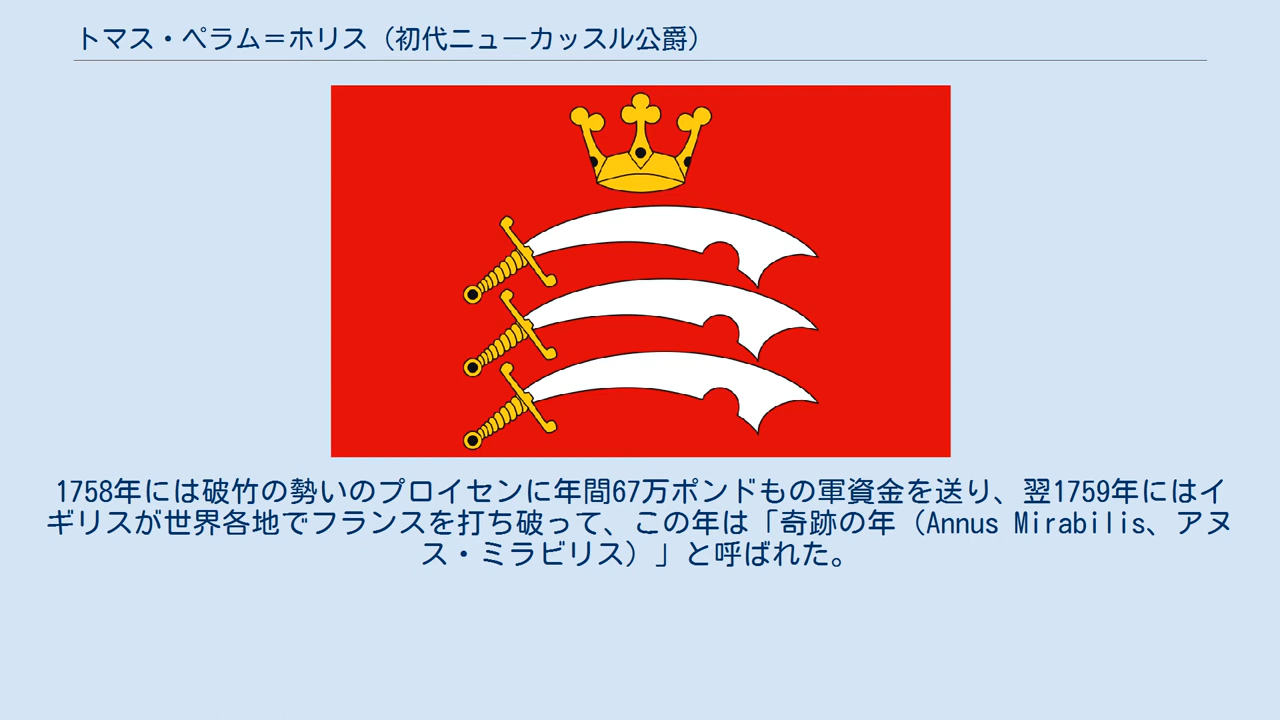 トマス・ペラム＝ホリス（初代ニューカッスル公爵）
1758年には破竹の勢いのプロイセンに年間67万ポンドもの軍資金を送り、翌1759年にはイ
ギリスが世界各地でフランスを打ち破って、この年は「奇跡の年（Annus Mirabilis、アヌ
ス・ミラビリス）」と呼ばれた。